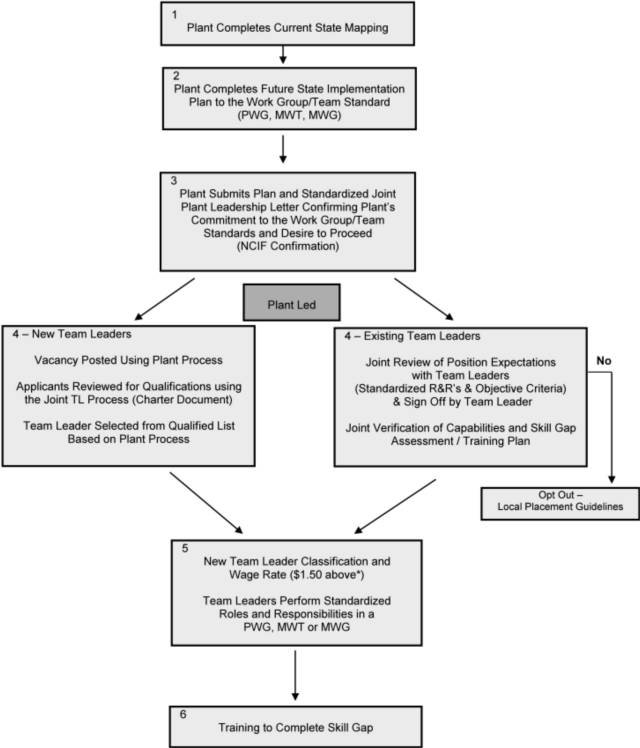 1
Plant Completes Current State Mapping
2
Plant Completes Future State Implementation
Plan to the Work Group/Team Standard
(PWG, MWT, MWG)
3
Plant Submits Plan and Standardized Joint
Plant Leadership Letter Confirming Plant's
Commitment to the Work Group/Team
Standards and Desire to Proceed
(NCIF Confirmation)
Plant Led
4 – New Team Leaders
Vacancy Posted Using Plant Process
Applicants Reviewed for Qualifications using
the Joint TL Process (Charter Document)
Team Leader Selected from Qualified List
Based on Plant Process
4 – Existing Team Leaders
Joint Review of Position Expectations
with Team Leaders
(Standardized R&R's & Objective Criteria)
& Sign Off by Team Leader
Joint Verification of Capabilities and Skill Gap
Assessment / Training Plan
No
Opt Out –
Local Placement Guidelines
5
New Team Leader Classification and
Wage Rate ($1.50 above*)
Team Leaders Perform Standardized
Roles and Responsibilities in a
PWG, MWT or MWG
6
Training to Complete Skill Gap